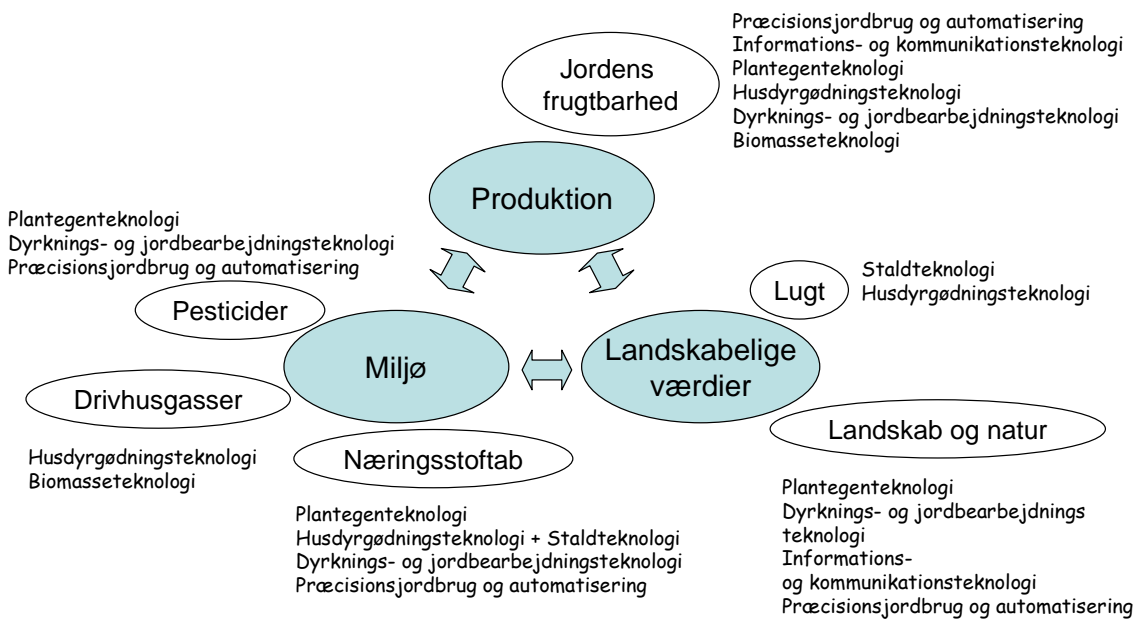 Præcisionsjordbrug og automatisering
Informations- og kommunikationsteknologi
Plantegenteknologi
Husdyrgødningsteknologi
Dyrknings- og jordbearbejdningsteknologi
Biomasseteknologi
Jordens
frugtbarhed
Produktion
Plantegenteknologi
Dyrknings- og jordbearbejdningsteknologi
Præcisionsjordbrug og automatisering
Pesticider
Lugt
Staldteknologi
Husdyrgødningsteknologi
Miljø
Landskabelige
værdier
Drivhusgasser
Husdyrgødningsteknologi
Biomasseteknologi
Næringsstoftab
Plantegenteknologi
Husdyrgødningsteknologi + Staldteknologi
Dyrknings- og jordbearbejdningsteknologi
Præcisionsjordbrug og automatisering
Landskab og natur
Plantegenteknologi
Dyrknings- og jordbearbejdnings
teknologi
Informations-
og kommunikationsteknologi
Præcisionsjordbrug og automatisering